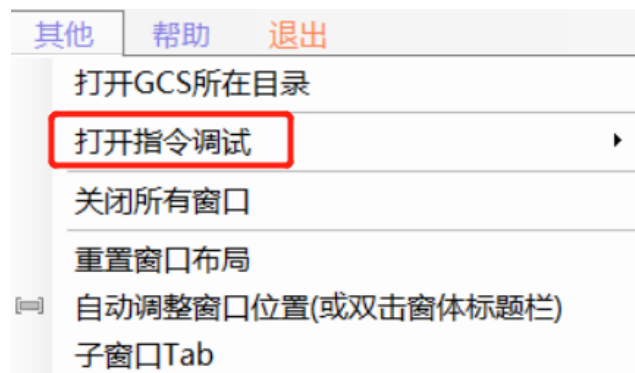 其他 帮助 退出
打开GCS所在目录
打开指令调试
关闭所有窗口
重置窗口布局
自动调整窗口位置(或双击窗体标题栏)
子窗口Tab